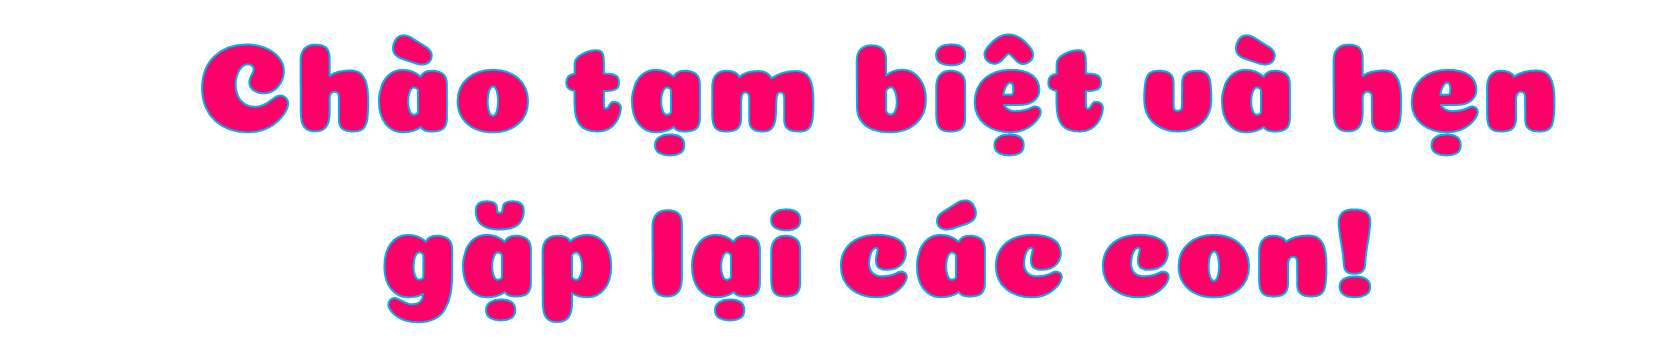 Chào tạm biệt và hẹn
gặp lại các con!